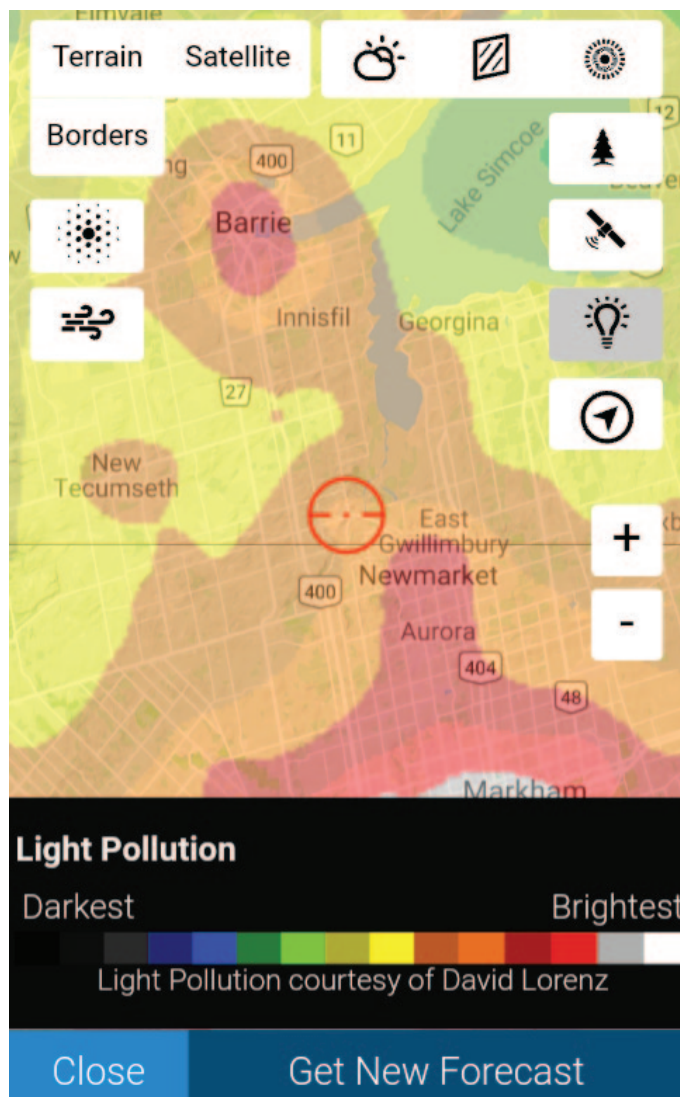 Elmvale
Terrain
Satellite
Borders
11
12
400
Barrie
Lake Simcoe
Innisfil
Georgina
27
New
Tecumseth
East
Gwillimbury
Newmarket
400
Aurora
404
48
Markham
+
-
Light Pollution
Darkest
Brightest
Light Pollution courtesy of David Lorenz
Close
Get New Forecast